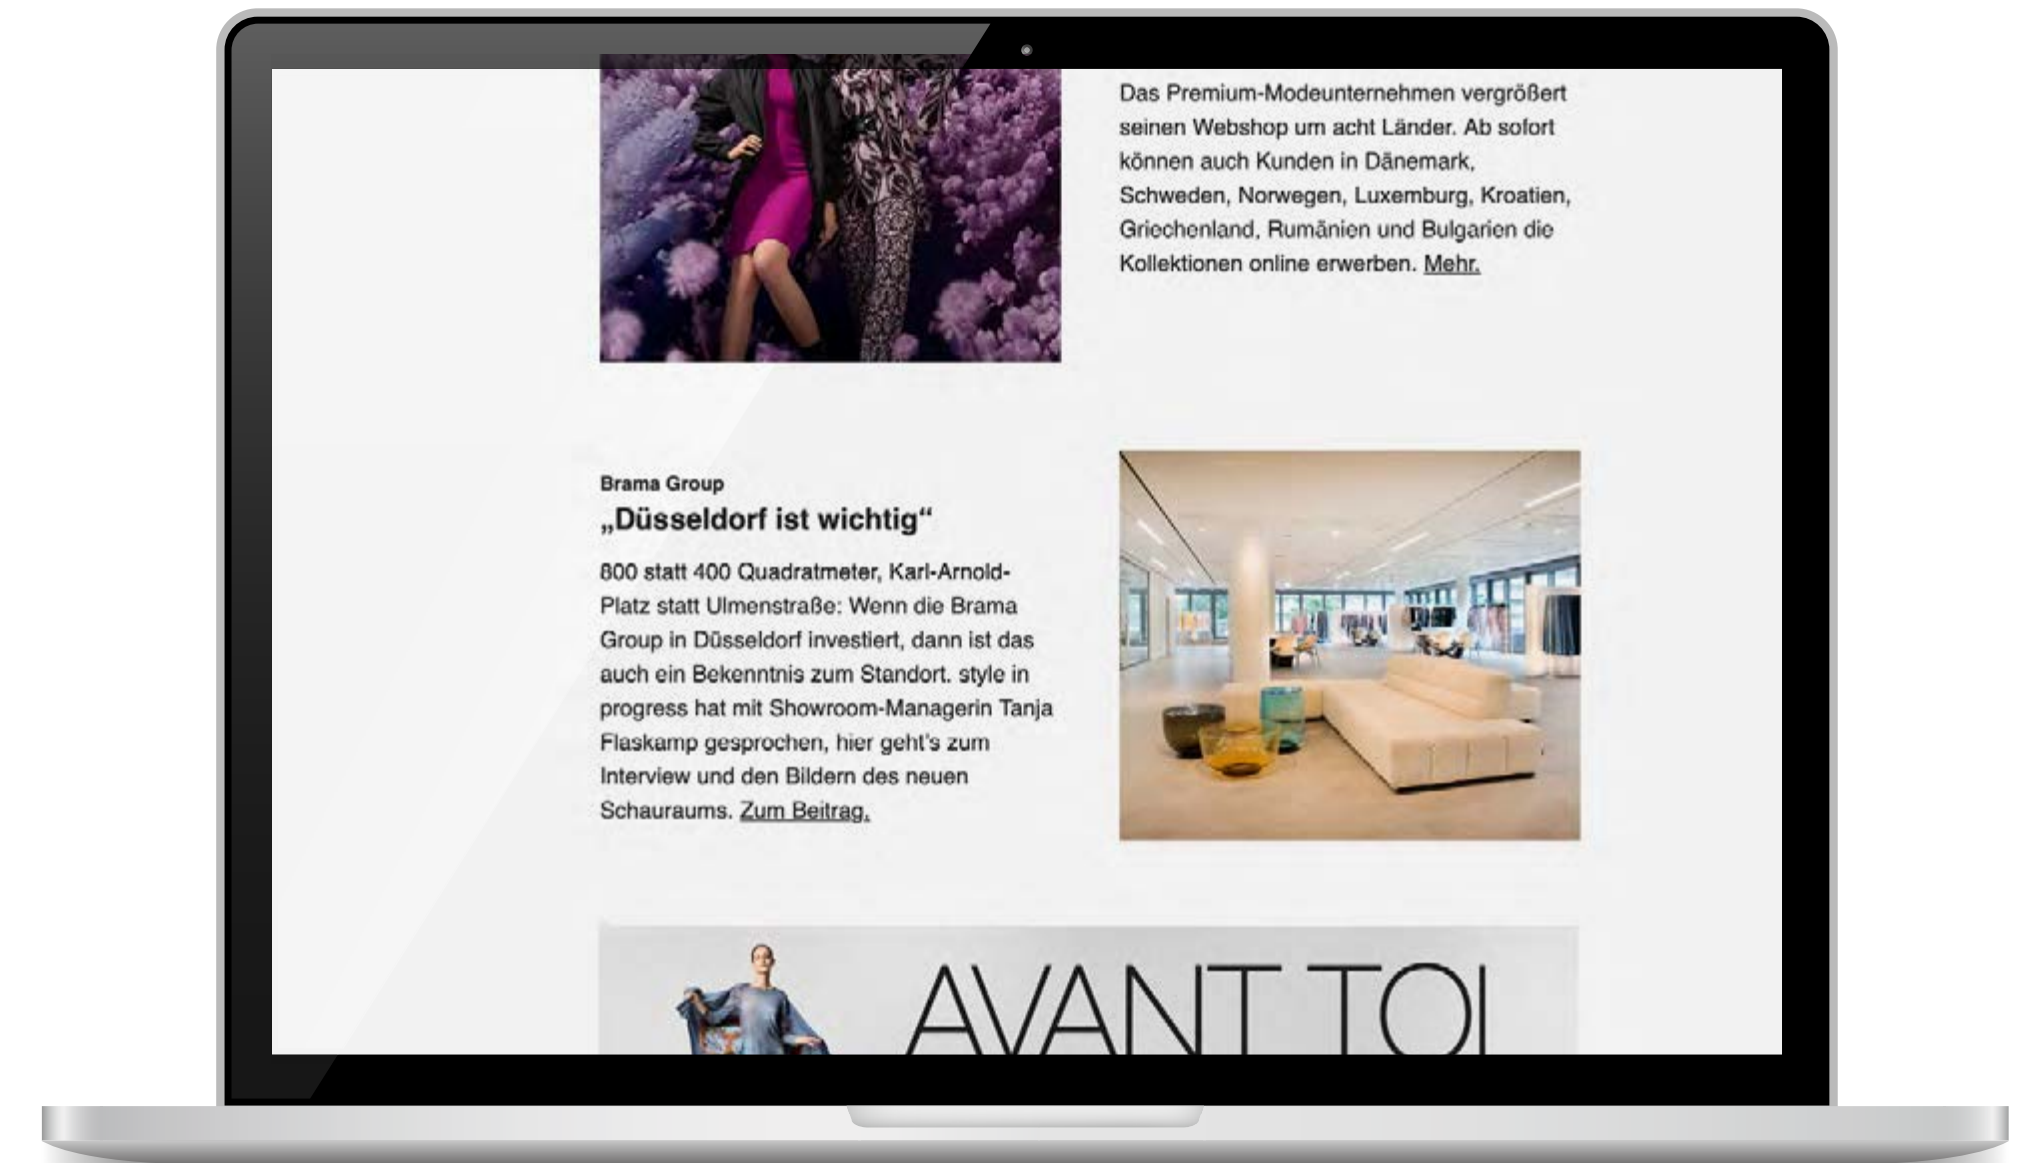 Das Premium-Modeunternehmen vergrößert
seinen Webshop um acht Länder. Ab sofort
können auch Kunden in Dänemark,
Schweden, Norwegen, Luxemburg, Kroatien,
Griechenland, Rumänien und Bulgarien die
Kollektionen online erwerben. Mehr.
Brama Group
„Düsseldorf ist wichtig“
800 statt 400 Quadratmeter, Karl-Arnold-
Platz statt Ulmenstraße: Wenn die Brama
Group in Düsseldorf investiert, dann ist das
auch ein Bekenntnis zum Standort. style in
progress hat mit Showroom-Managerin Tanja
Flaskamp gesprochen, hier geht's zum
Interview und den Bildern des neuen
Schauraums. Zum Beitrag.
AVANT TOI